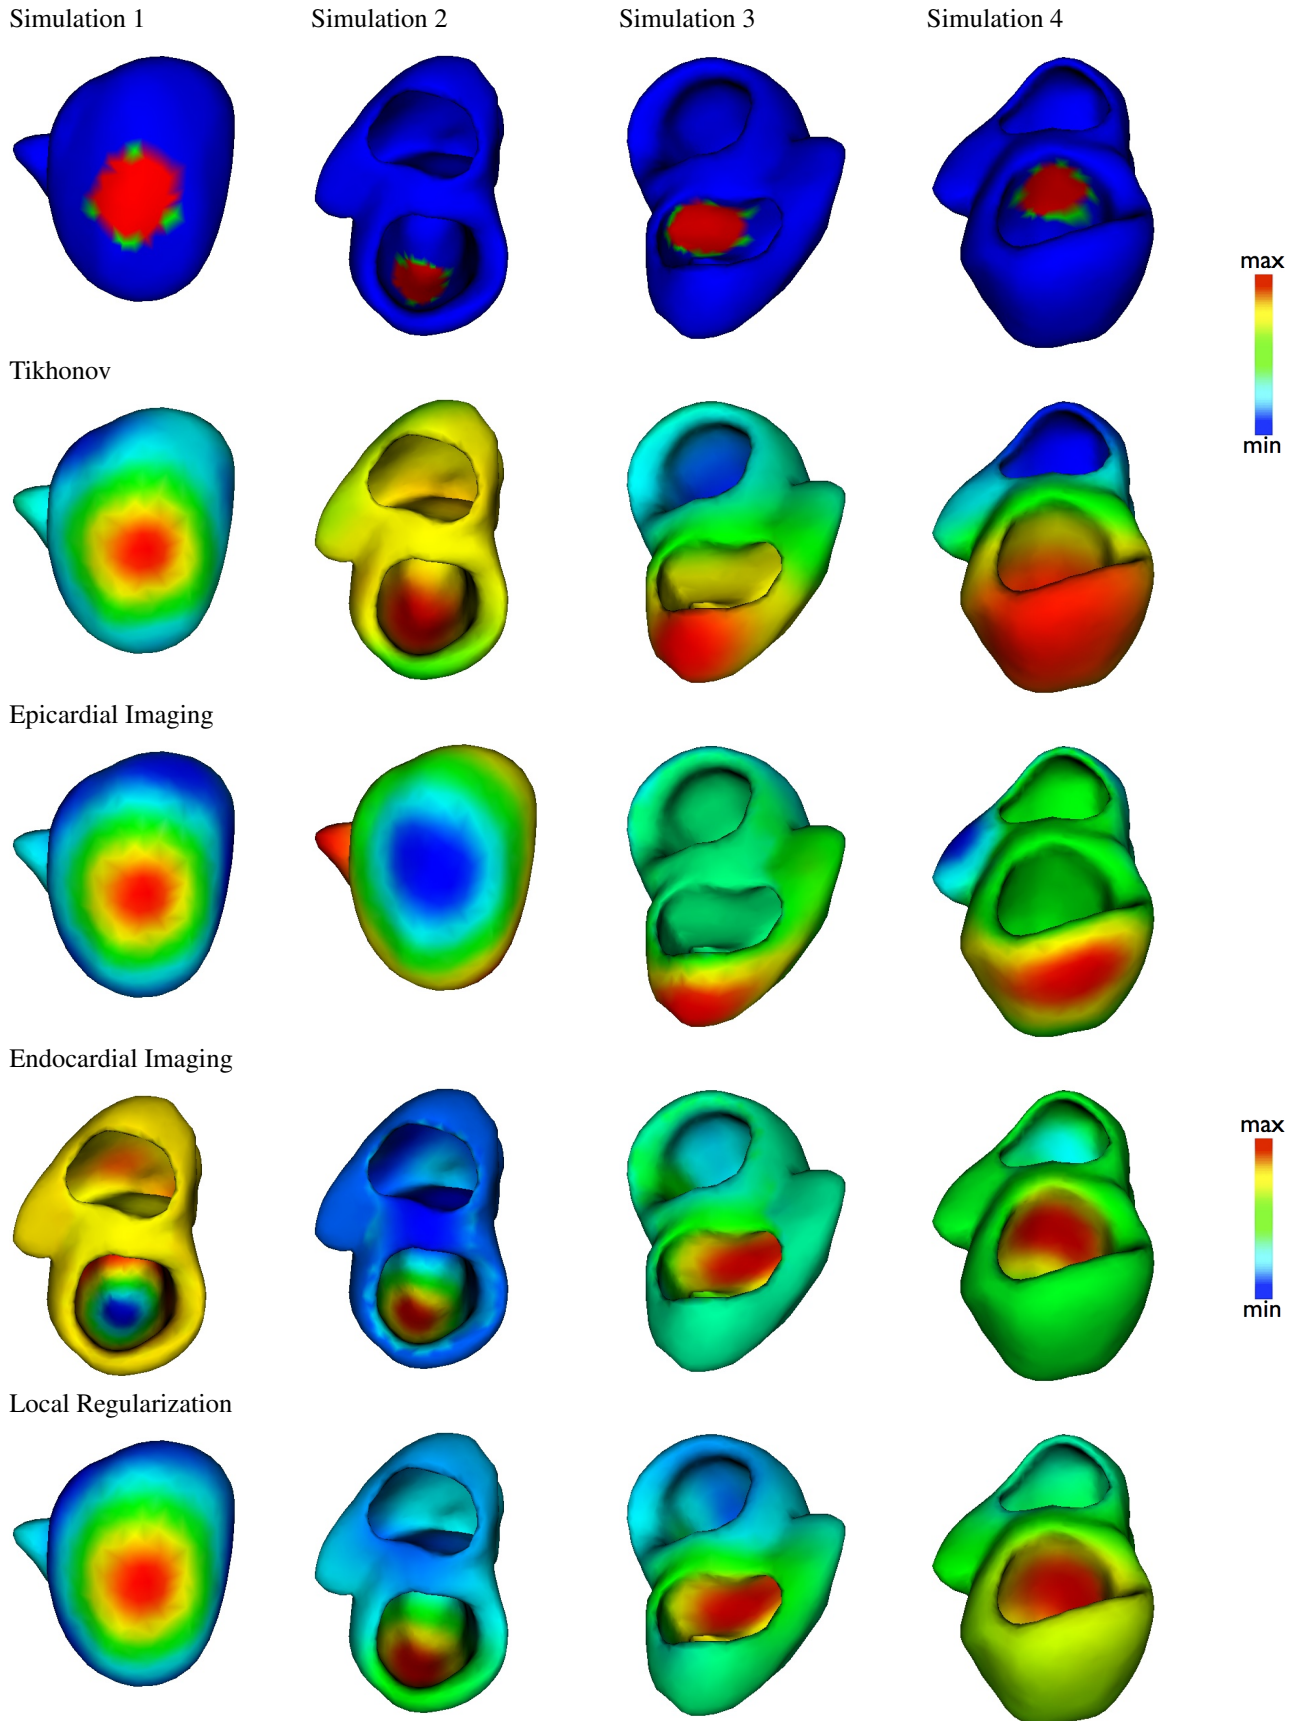 Simulation 1
Simulation 2
Simulation 3
Simulation 4
max
min
Tikhonov
Epicardial Imaging
Endocardial Imaging
max
min
Local Regularization